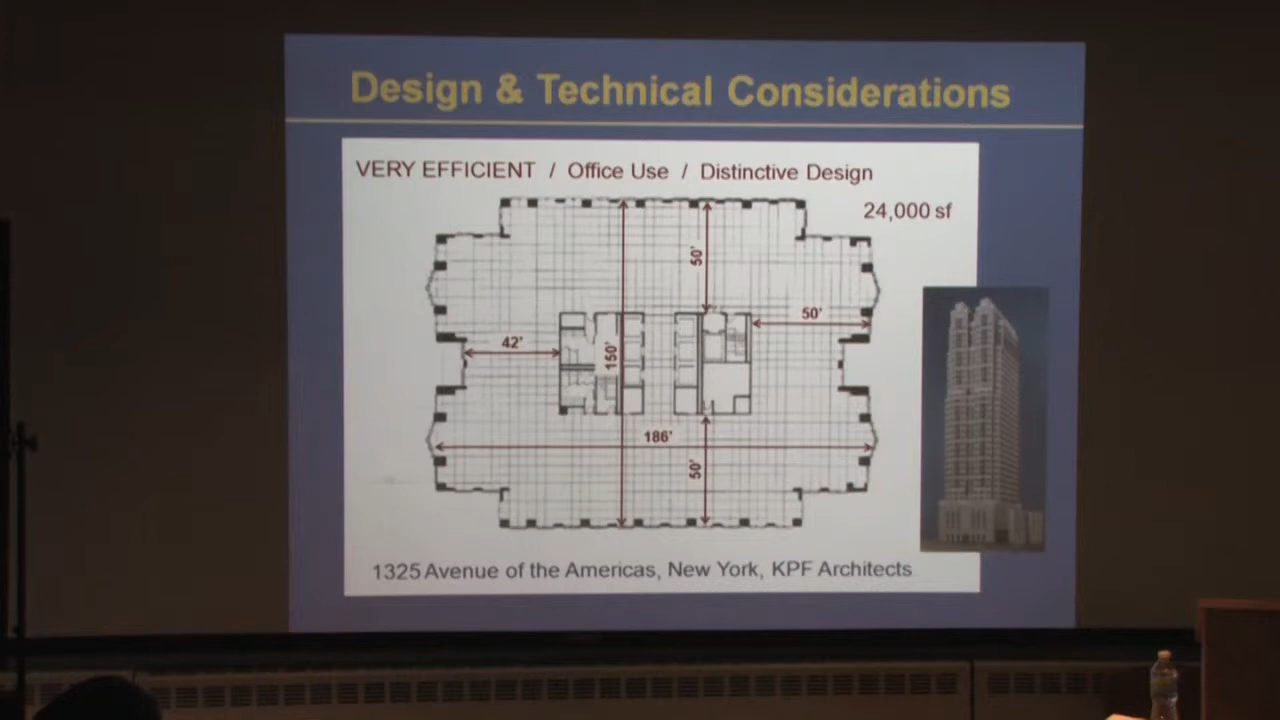 Design & Technical Considerations
VERY EFFICIENT / Office Use / Distinctive Design
24,000 sf
50'
50'
42'
150'
186'
50'
1325 Avenue of the Americas, New York, KPF Architects